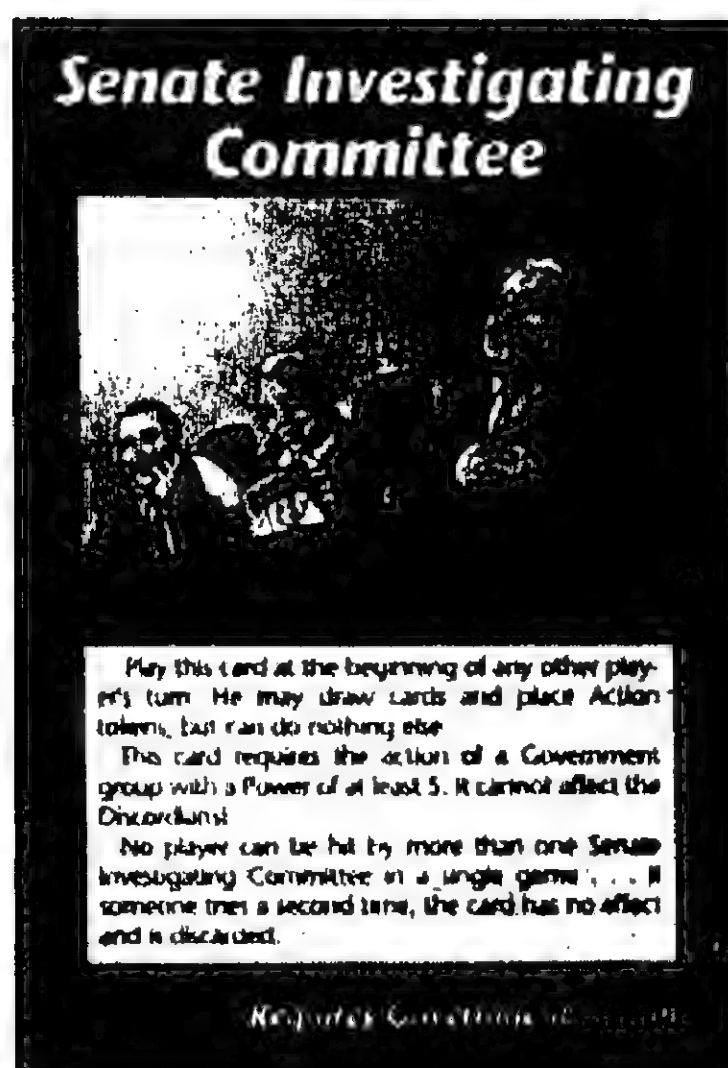 Senate Investigating
Committee
Play this card at the beginning of any other play-
er's turn. He may draw cards and place Action
tokens, but can do nothing else
This card requires the action of a Government
group with a Power of at least 5. It cannot affect the
Discordians!
No player can be hit by more than one Senate
Investigating Committee in a single game . . . if
someone tries a second time, the card has no effect
and is discarded.
Requires Government